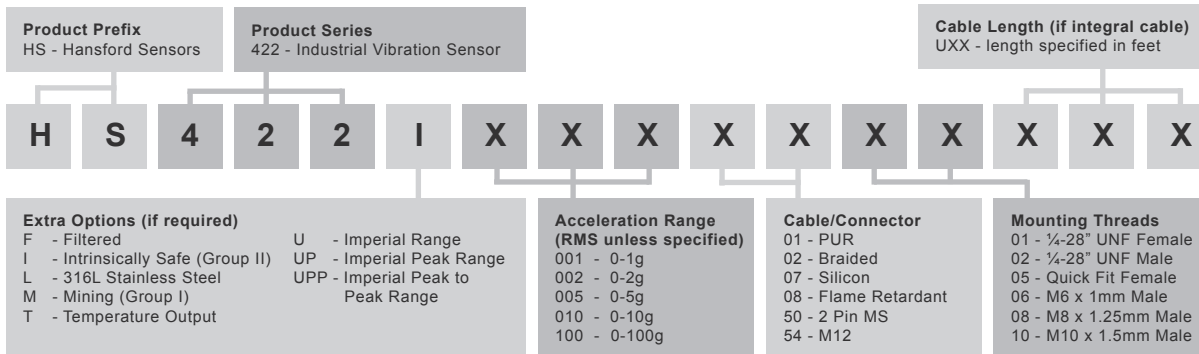 Product Prefix
HS - Hansford Sensors
Product Series
422 - Industrial Vibration Sensor
Cable Length (if integral cable)
UXX - length specified in feet
H S 4 2 2 I X X X X X X X X X X
Extra Options (if required)
F - Filtered
I - Intrinsically Safe (Group II)
L - 316L Stainless Steel
M - Mining (Group I)
T - Temperature Output
U - Imperial Range
UP - Imperial Peak Range
UPP - Imperial Peak to
Peak Range
Acceleration Range
(RMS unless specified)
001 - 0-1g
002 - 0-2g
005 - 0-5g
010 - 0-10g
100 - 0-100g
Cable/Connector
01 - PUR
02 - Braided
07 - Silicon
08 - Flame Retardant
50 - 2 Pin MS
54 - M12
Mounting Threads
01 - ¼-28” UNF Female
02 - ¼-28” UNF Male
05 - Quick Fit Female
06 - M6 x 1mm Male
08 - M8 x 1.25mm Male
10 - M10 x 1.5mm Male